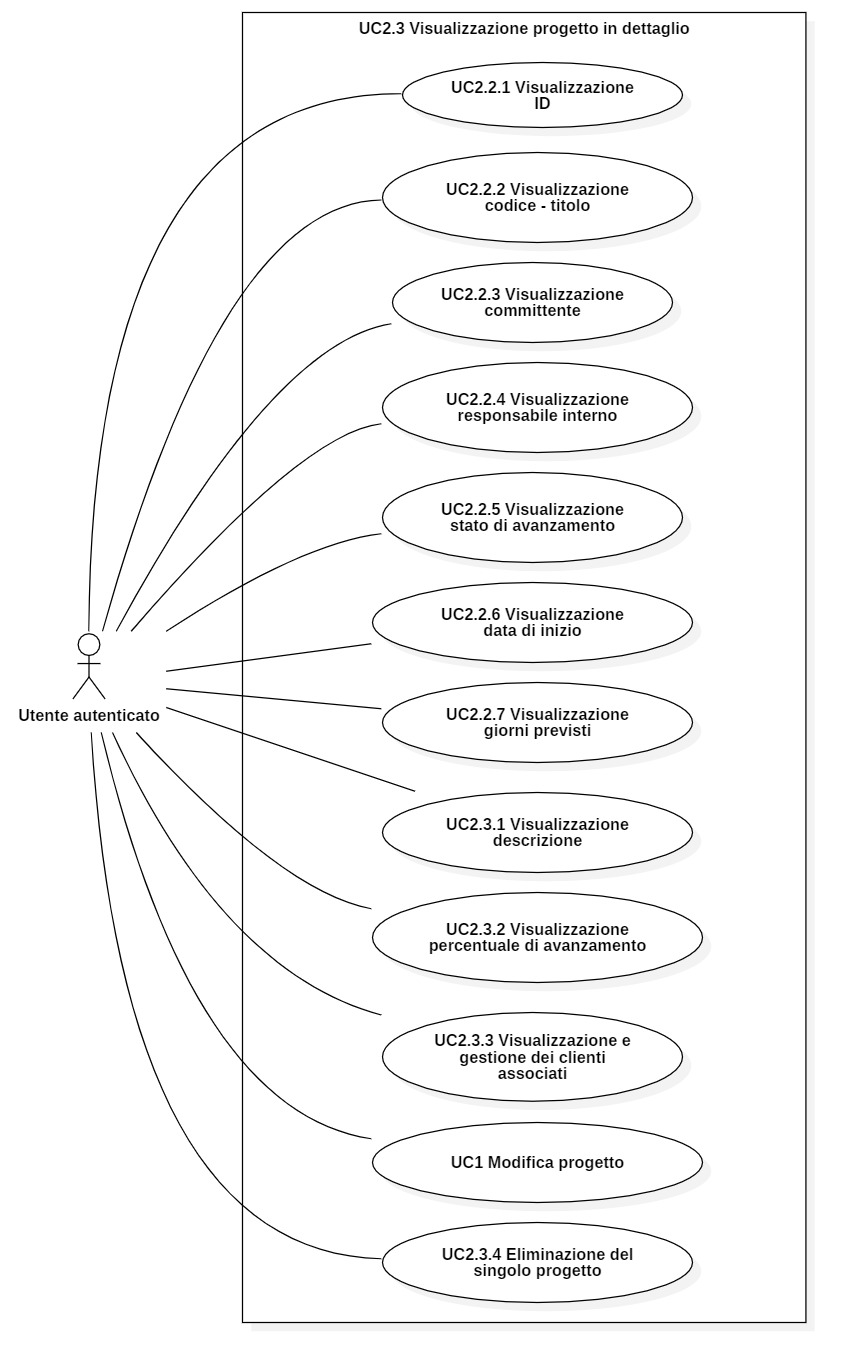 UC2.3 Visualizzazione progetto in dettaglio
UC2.2.1 Visualizzazione
ID
UC2.2.2 Visualizzazione
codice - titolo
UC2.2.3 Visualizzazione
committente
UC2.2.4 Visualizzazione
responsabile interno
UC2.2.5 Visualizzazione
stato di avanzamento
UC2.2.6 Visualizzazione
data di inizio
Utente autenticato
UC2.2.7 Visualizzazione
giorni previsti
UC2.3.1 Visualizzazione
descrizione
UC2.3.2 Visualizzazione
percentuale di avanzamento
UC2.3.3 Visualizzazione e
gestione dei clienti
associati
UC1 Modifica progetto
UC2.3.4 Eliminazione del
singolo progetto